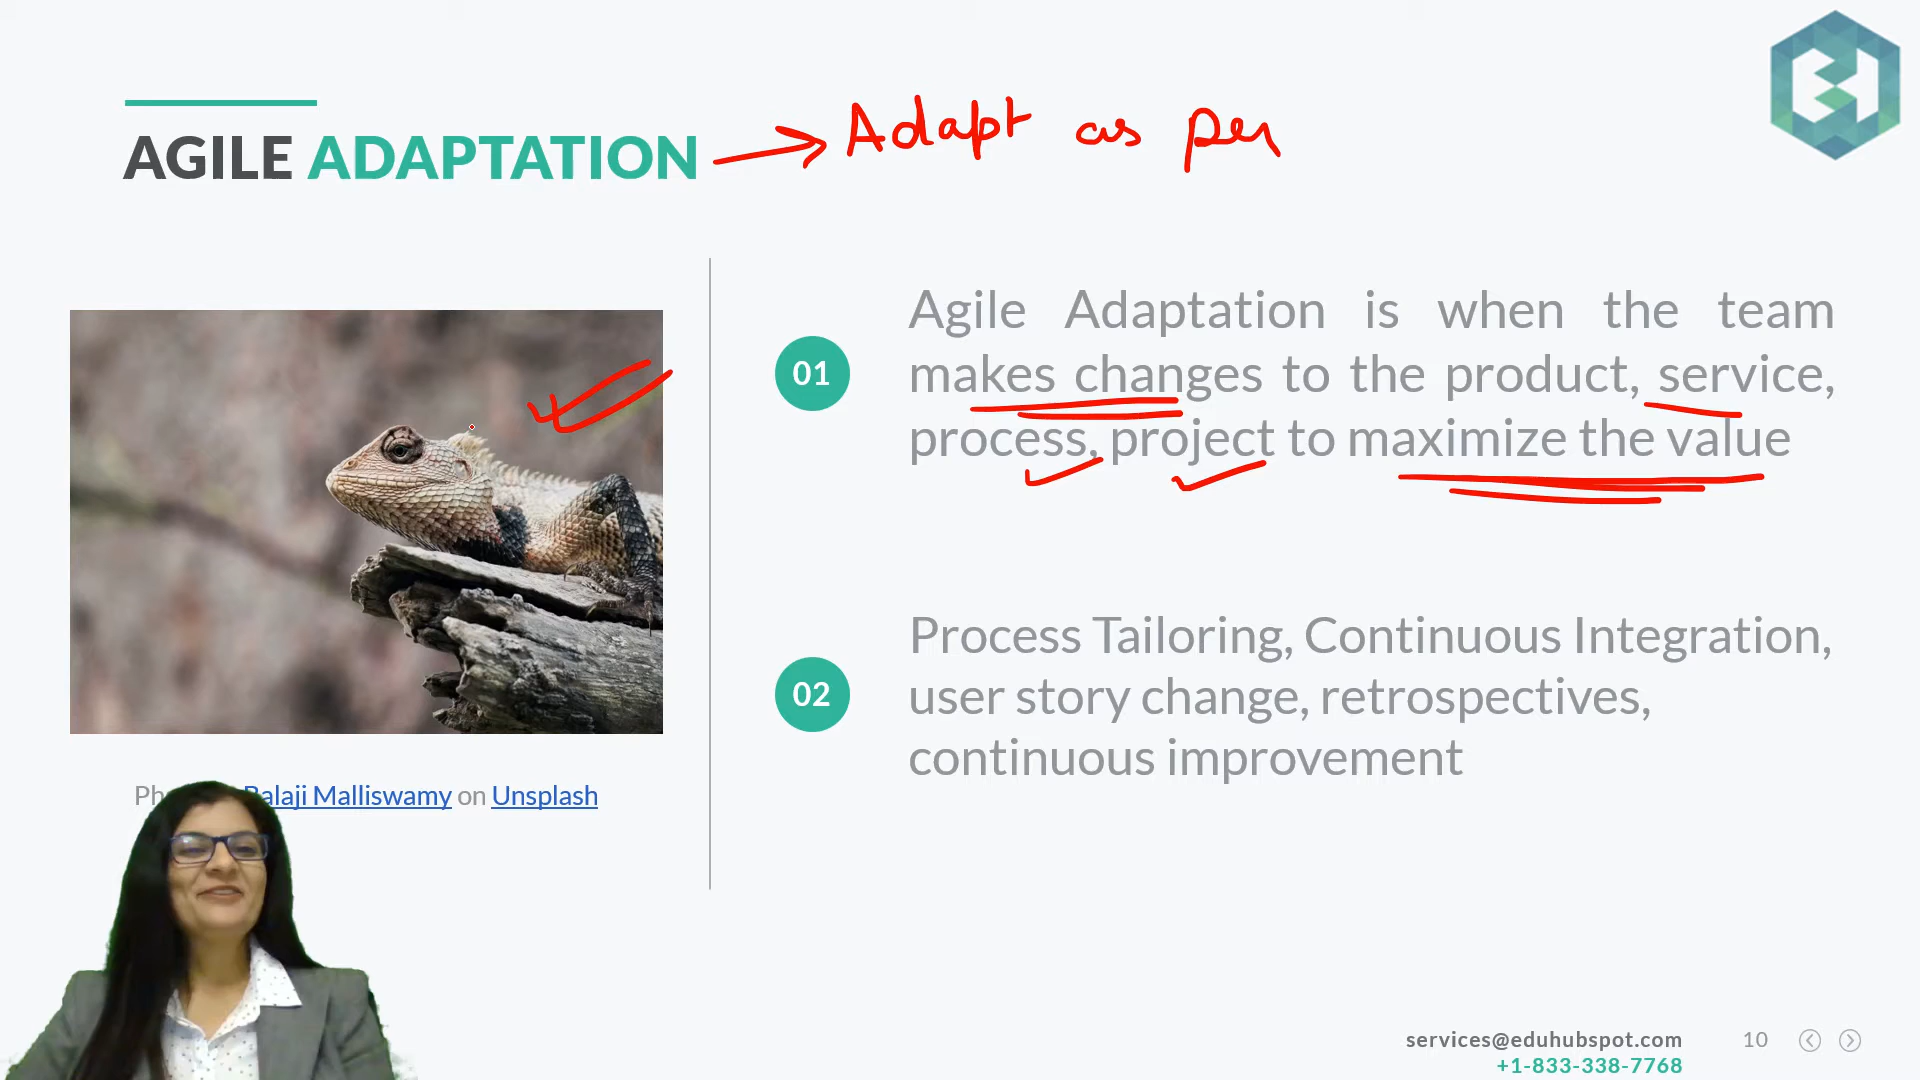 AGILE ADAPTATION → Adapt as per
01
Agile Adaptation is when the team
makes changes to the product, service,
process, project to maximize the value
02
Process Tailoring, Continuous Integration,
user story change, retrospectives,
continuous improvement
Balaji Malliswamy on Unsplash
services@eduhubspot.com
10
+1-833-338-7768